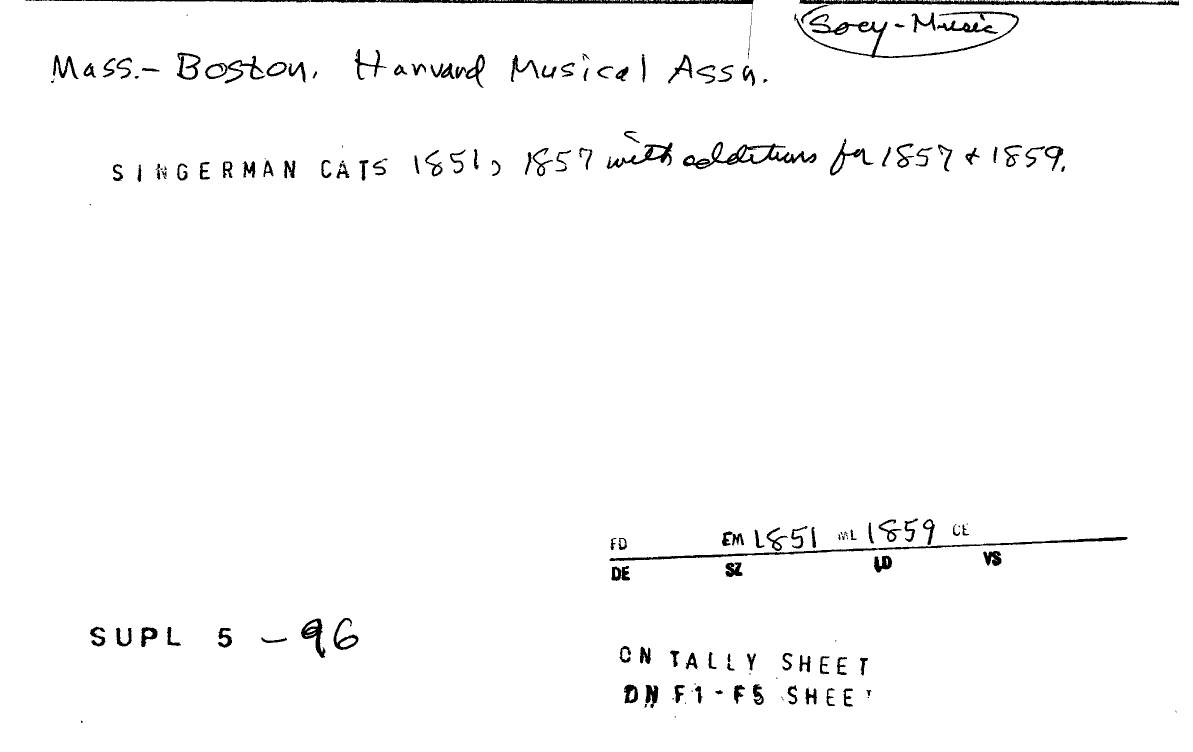 Socy-Music
Mass.- Boston. Harvard Musical Assn.
SINGERMAN CATS 1851, 1857 with additions for 1857 & 1859.
FD EM 1851 ML 1859 CE
DE SZ LD VS
SUPL 5 - 96
ON TALLY SHEET
ON F1-F5 SHEET